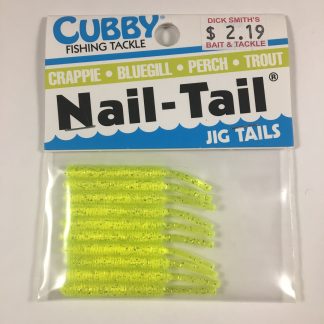 CUBBY
FISHING TACKLE
DICK SMITH'S
$ 2.19
BAIT & TACKLE
CRAPPIE • BLUEGILL • PERCH • TROUT
Nail-Tail®
JIG TAILS